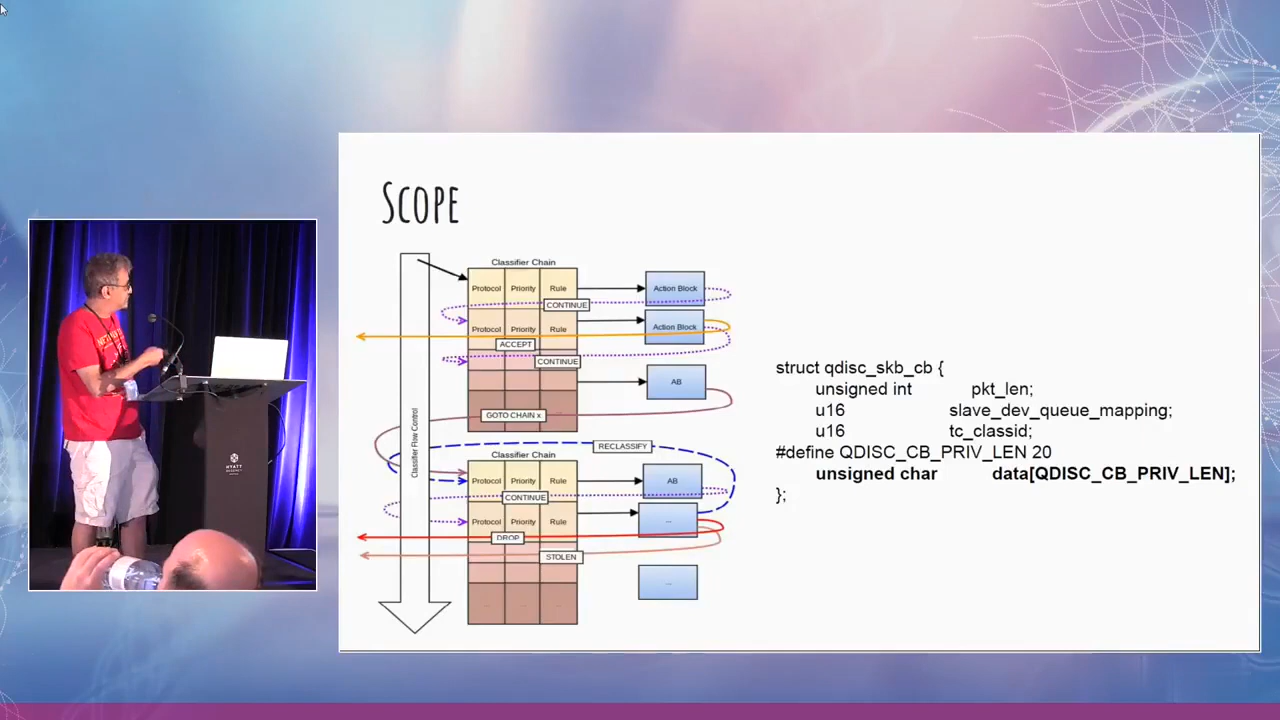 SCOPE
Classifier Chain
Protocol Priority Rule
Action Block
CONTINUE
Protocol Priority Rule
Action Block
ACCEPT
CONTINUE
AB
GOTO CHAIN x
Classifier Flow Control
RECLASSIFY
Classifier Chain
Protocol Priority Rule
AB
CONTINUE
Protocol Priority Rule
...
DROP
STOLEN
...
... ... ...
struct qdisc_skb_cb {
unsigned int pkt_len;
u16 slave_dev_queue_mapping;
u16 tc_classid;
#define QDISC_CB_PRIV_LEN 20
unsigned char data[QDISC_CB_PRIV_LEN];
};
HYATT